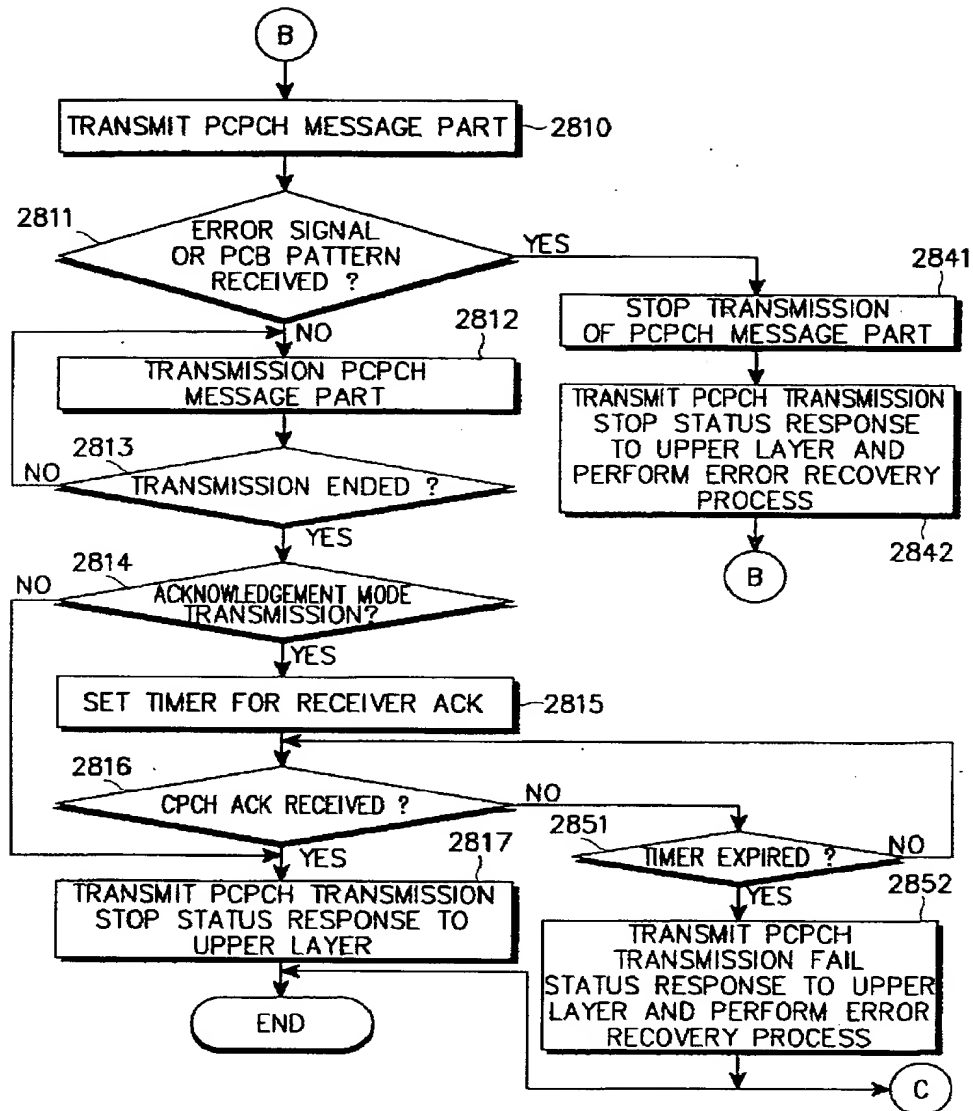 B
TRANSMIT PCPCH MESSAGE PART
2810
2811
ERROR SIGNAL
OR PCB PATTERN
RECEIVED ?
YES
NO
2841
STOP TRANSMISSION
OF PCPCH MESSAGE PART
2812
TRANSMISSION PCPCH
MESSAGE PART
TRANSMIT PCPCH TRANSMISSION
STOP STATUS RESPONSE
TO UPPER LAYER AND
PERFORM ERROR RECOVERY
PROCESS
2842
B
2813
NO
TRANSMISSION ENDED ?
YES
2814
NO
ACKNOWLEDGEMENT MODE
TRANSMISSION?
YES
SET TIMER FOR RECEIVER ACK
2815
2816
CPCH ACK RECEIVED ?
NO
YES
2851
TIMER EXPIRED ?
NO
YES
2817
TRANSMIT PCPCH TRANSMISSION
STOP STATUS RESPONSE TO
UPPER LAYER
2852
TRANSMIT PCPCH
TRANSMISSION FAIL
STATUS RESPONSE TO UPPER
LAYER AND PERFORM ERROR
RECOVERY PROCESS
END
C